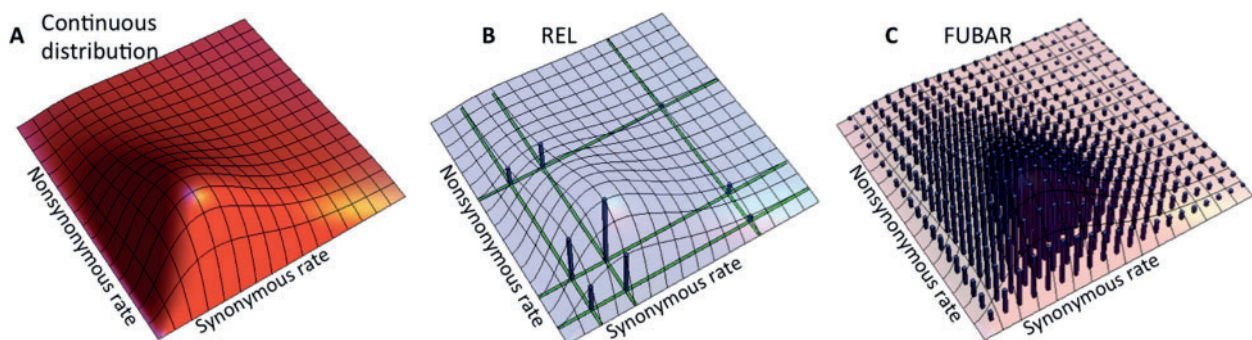 A Continuous
distribution
Nonsynonymous rate
Synonymous rate
B REL
Nonsynonymous rate
Synonymous rate
C FUBAR
Nonsynonymous rate
Synonymous rate